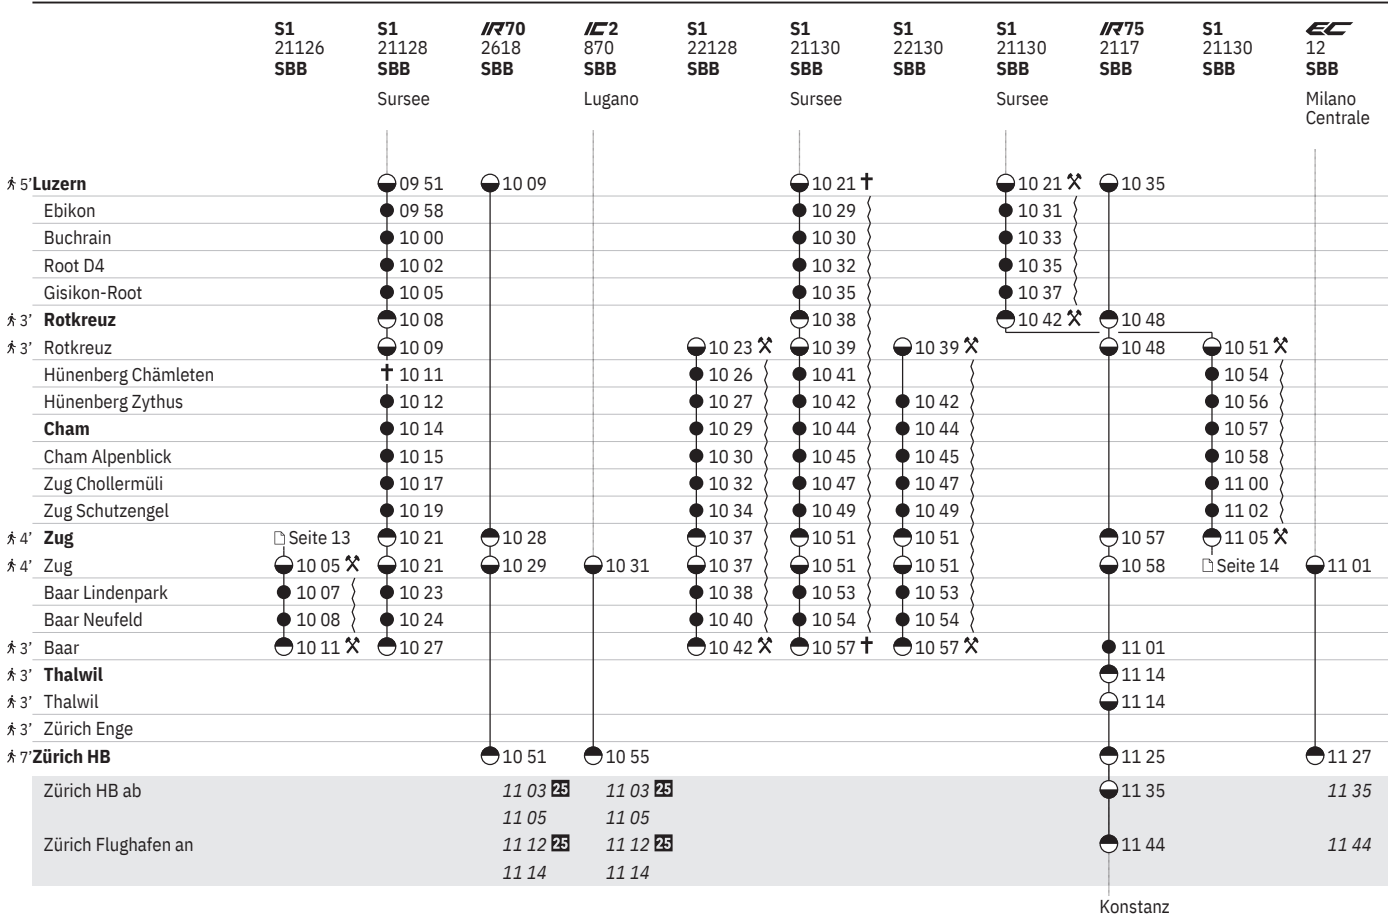 S1 S1 IR70 IC2 S1 S1 S1 S1 IR75 S1 EC
21126 21128 2618 870 22128 21130 22130 21130 2117 21130 12
SBB SBB SBB SBB SBB SBB SBB SBB SBB SBB SBB
Sursee Lugano Sursee Sursee Milano
Centrale
5’ Luzern 09 51 10 09 10 21 † 10 21 10 35
Ebikon 09 58 10 29 10 31
Buchrain 10 00 10 30 10 33
Root D4 10 02 10 32 10 35
Gisikon-Root 10 05 10 35 10 37
3’ Rotkreuz 10 08 10 38 10 42 10 48
3’ Rotkreuz 10 09 10 23 10 39 10 39 10 48 10 51
Hünenberg Chämleten † 10 11 10 26 10 41 10 54
Hünenberg Zythus 10 12 10 27 10 42 10 42 10 56
Cham 10 14 10 29 10 44 10 44 10 57
Cham Alpenblick 10 15 10 30 10 45 10 45 10 58
Zug Chollermüli 10 17 10 32 10 47 10 47 11 00
Zug Schutzengel 10 19 10 34 10 49 10 49 11 02
4’ Zug Seite 13 10 21 10 28 10 37 10 51 10 51 10 57 11 05
4’ Zug 10 05 10 21 10 29 10 31 10 37 10 51 10 51 10 58 Seite 14 11 01
Baar Lindenpark 10 07 10 23 10 38 10 53 10 53
Baar Neufeld 10 08 10 24 10 40 10 54 10 54
3’ Baar 10 11 10 27 10 42 10 57 † 10 57 11 01
3’ Thalwil 11 14
3’ Thalwil 11 14
3’ Zürich Enge
7’ Zürich HB 10 51 10 55 11 25 11 27
Zürich HB ab 11 03 25 11 03 25 11 35 11 35
11 05 11 05
Zürich Flughafen an 11 12 25 11 12 25 11 44 11 44
11 14 11 14
Konstanz